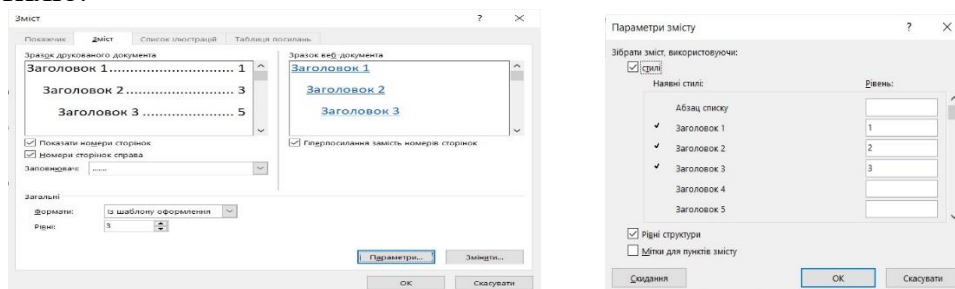 Зміст ? ×
Покажчик Зміст Список ілюстрацій Таблиця посилань
Зразок друкованого документа
Заголовок 1.............................. 1
Заголовок 2........................ 3
Заголовок 3 ...................... 5
Зразок веб-документа
Заголовок 1
Заголовок 2
Заголовок 3
Показати номери сторінок
Номери сторінок справа
Заповнювач: ......
Гіперпосилання замість номерів сторінок
Загальні
Формати: Із шаблону оформлення
Рівні: 3
Параметри... Змінити...
ОК Скасувати
Параметри змісту ? ×
Зібрати зміст, використовуючи:
стилі
Наявні стилі: Рівень:
Абзац списку
Заголовок 1 1
Заголовок 2 2
Заголовок 3 3
Заголовок 4
Заголовок 5
Рівні структури
Мітки для пунктів змісту
Скидання ОК Скасувати